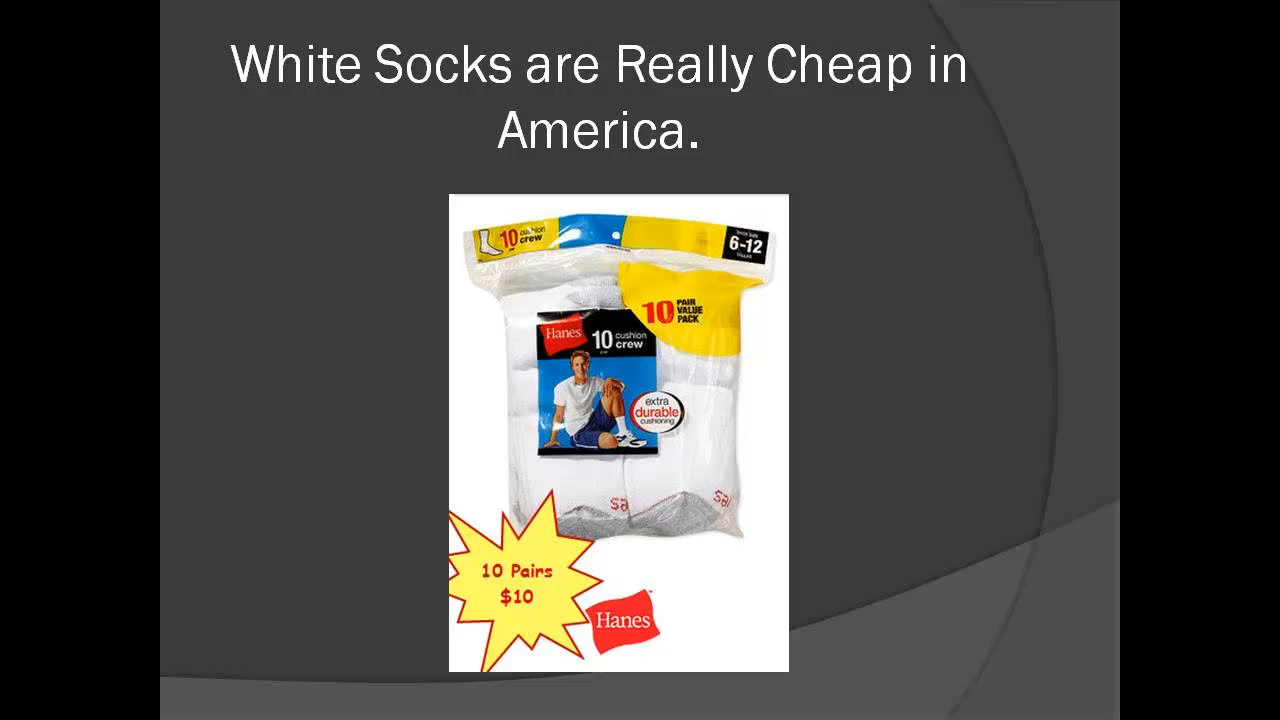 White Socks are Really Cheap in
America.
10 cushion
crew
6-12
10 PAIR
VALUE
PACK
Hanes
10 cushion
crew
extra
durable
cushioning
10 Pairs
$10
Hanes